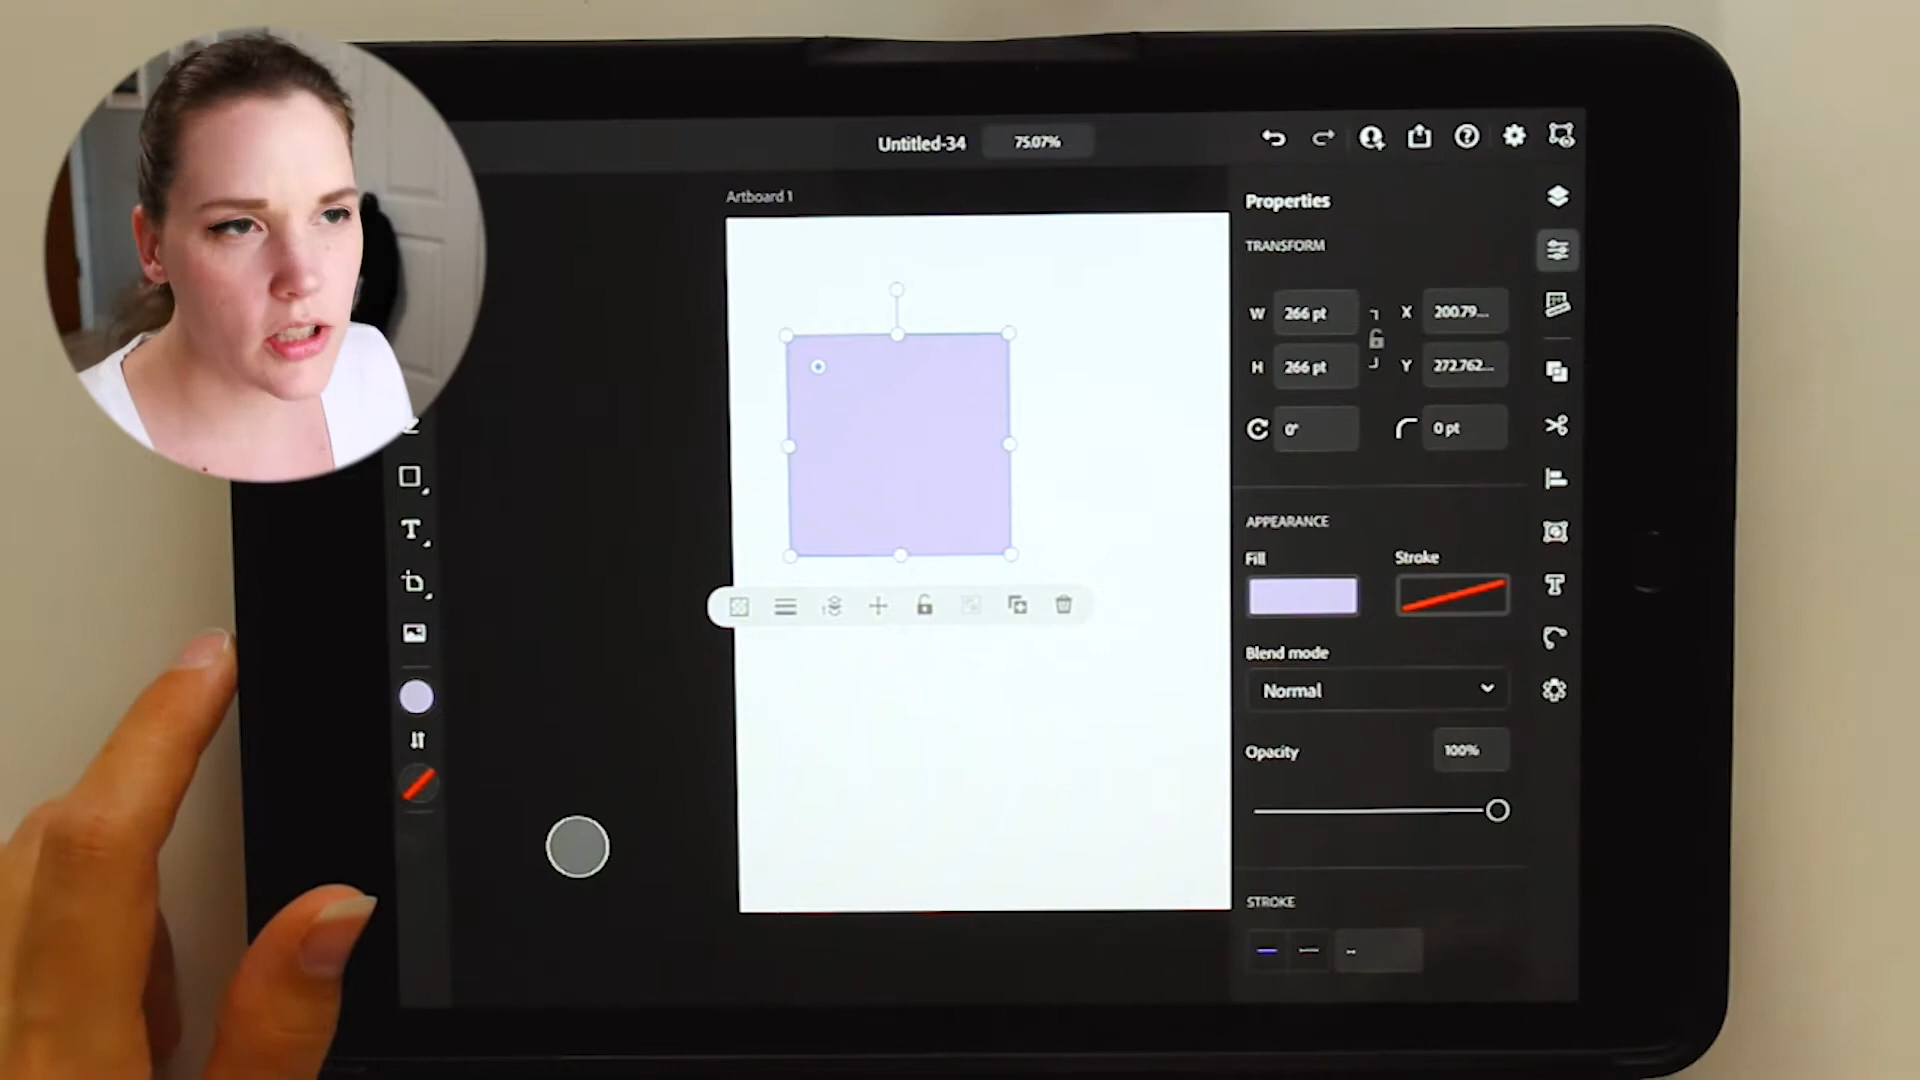 Untitled-34
75.07%
Artboard 1
Properties
TRANSFORM
W 266 pt X 200.79...
H 266 pt Y 272.762...
0° 0 pt
APPEARANCE
Fill Stroke
Blend mode
Normal
Opacity 100%
STROKE